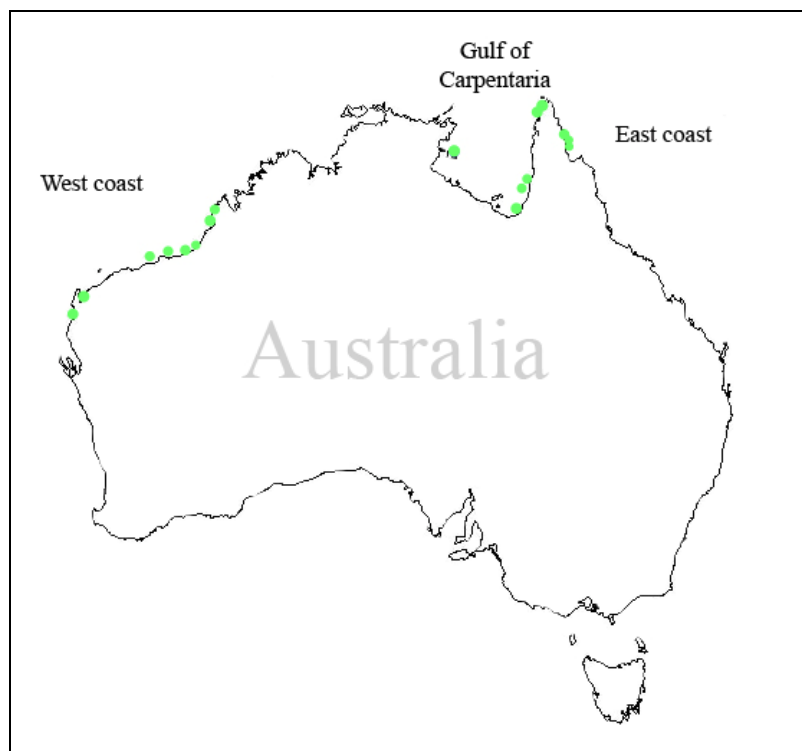 Gulf of
Carpentaria
East coast
West coast
Australia